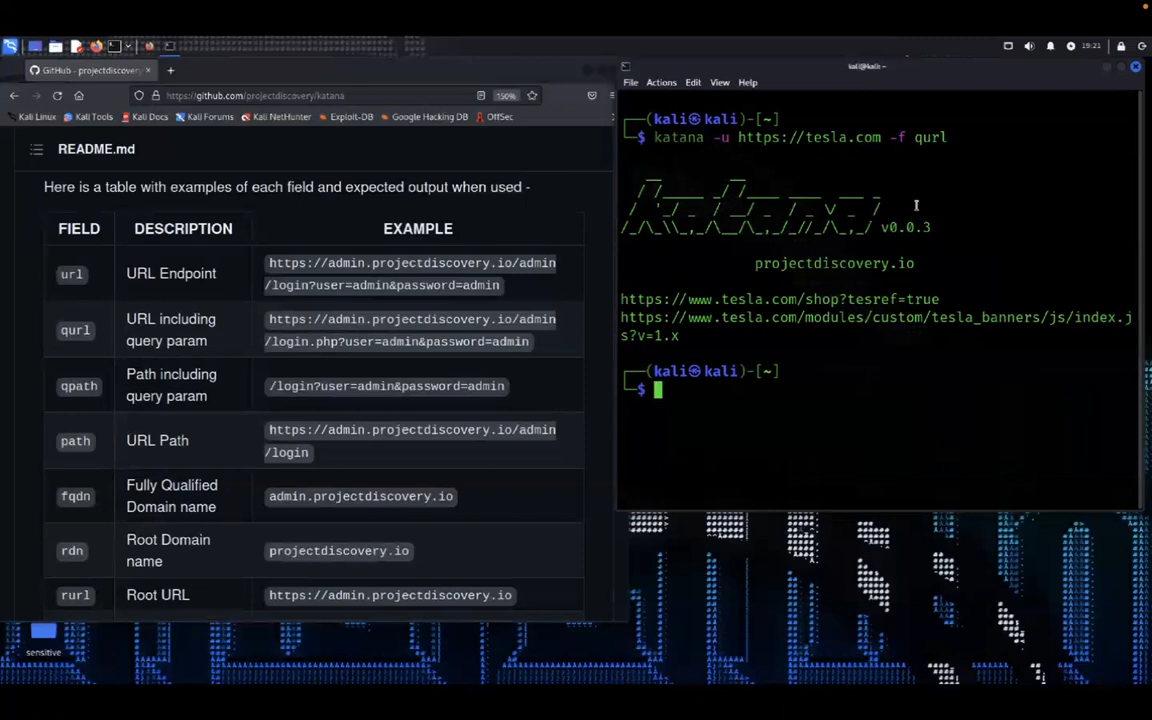 19:21
GitHub - projectdiscovery
https://github.com/projectdiscovery/katana
150%
Kali Linux
Kali Tools
Kali Docs
Kali Forums
Kali NetHunter
Exploit-DB
Google Hacking DB
OffSec
README.md
Here is a table with examples of each field and expected output when used -
FIELD DESCRIPTION EXAMPLE
url URL Endpoint https://admin.projectdiscovery.io/admin
/login?user=admin&password=admin
qurl URL including https://admin.projectdiscovery.io/admin
query param /login.php?user=admin&password=admin
qpath Path including /login?user=admin&password=admin
query param
path URL Path https://admin.projectdiscovery.io/admin
/login
fqdn Fully Qualified admin.projectdiscovery.io
Domain name
rdn Root Domain projectdiscovery.io
name
rurl Root URL https://admin.projectdiscovery.io
sensitive
kali@kali: ~
File Actions Edit View Help
┌──(kali㉿kali)-[~]
└─$ katana -u https://tesla.com -f qurl
katana v0.0.3
projectdiscovery.io
https://www.tesla.com/shop?tesref=true
https://www.tesla.com/modules/custom/tesla_banners/js/index.j
s?v=1.x
┌──(kali㉿kali)-[~]
└─$